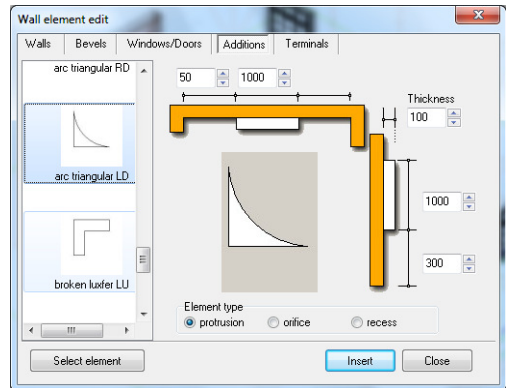 Wall element edit
Walls Bevels Windows/Doors Additions Terminals
arc triangular RD
arc triangular LD
broken luxfer LU
50 1000
Thickness
100
1000
300
Element type
protrusion orifice recess
Select element Insert Close